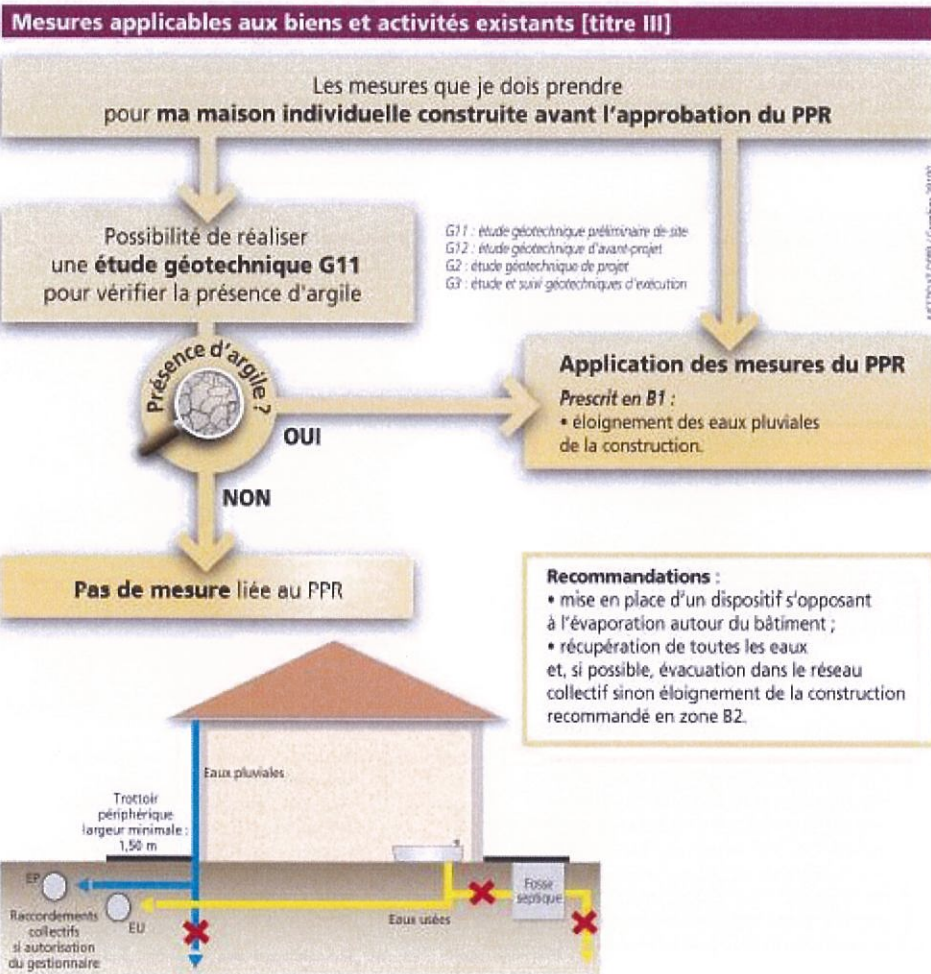 Mesures applicables aux biens et activités existants [titre III]
Les mesures que je dois prendre
pour ma maison individuelle construite avant l'approbation du PPR
Possibilité de réaliser
une étude géotechnique G11
pour vérifier la présence d'argile
G11 : étude géotechnique préliminaire de site
G12 : étude géotechnique d'avant-projet
G2 : étude géotechnique de projet
G3 : étude et suivi géotechniques d'exécution
Présence d'argile ?
OUI
NON
Application des mesures du PPR
Prescrit en B1 :
• éloignement des eaux pluviales
de la construction.
Pas de mesure liée au PPR
Recommandations :
• mise en place d'un dispositif s'opposant
à l'évaporation autour du bâtiment ;
• récupération de toutes les eaux
et, si possible, évacuation dans le réseau
collectif sinon éloignement de la construction
recommandé en zone B2.
Eaux pluviales
Trottoir
périphérique
largeur minimale :
1,50 m
EP
EU
Raccordements
collectifs
si autorisation
du gestionnaire
Eaux usées
Fosse
septique